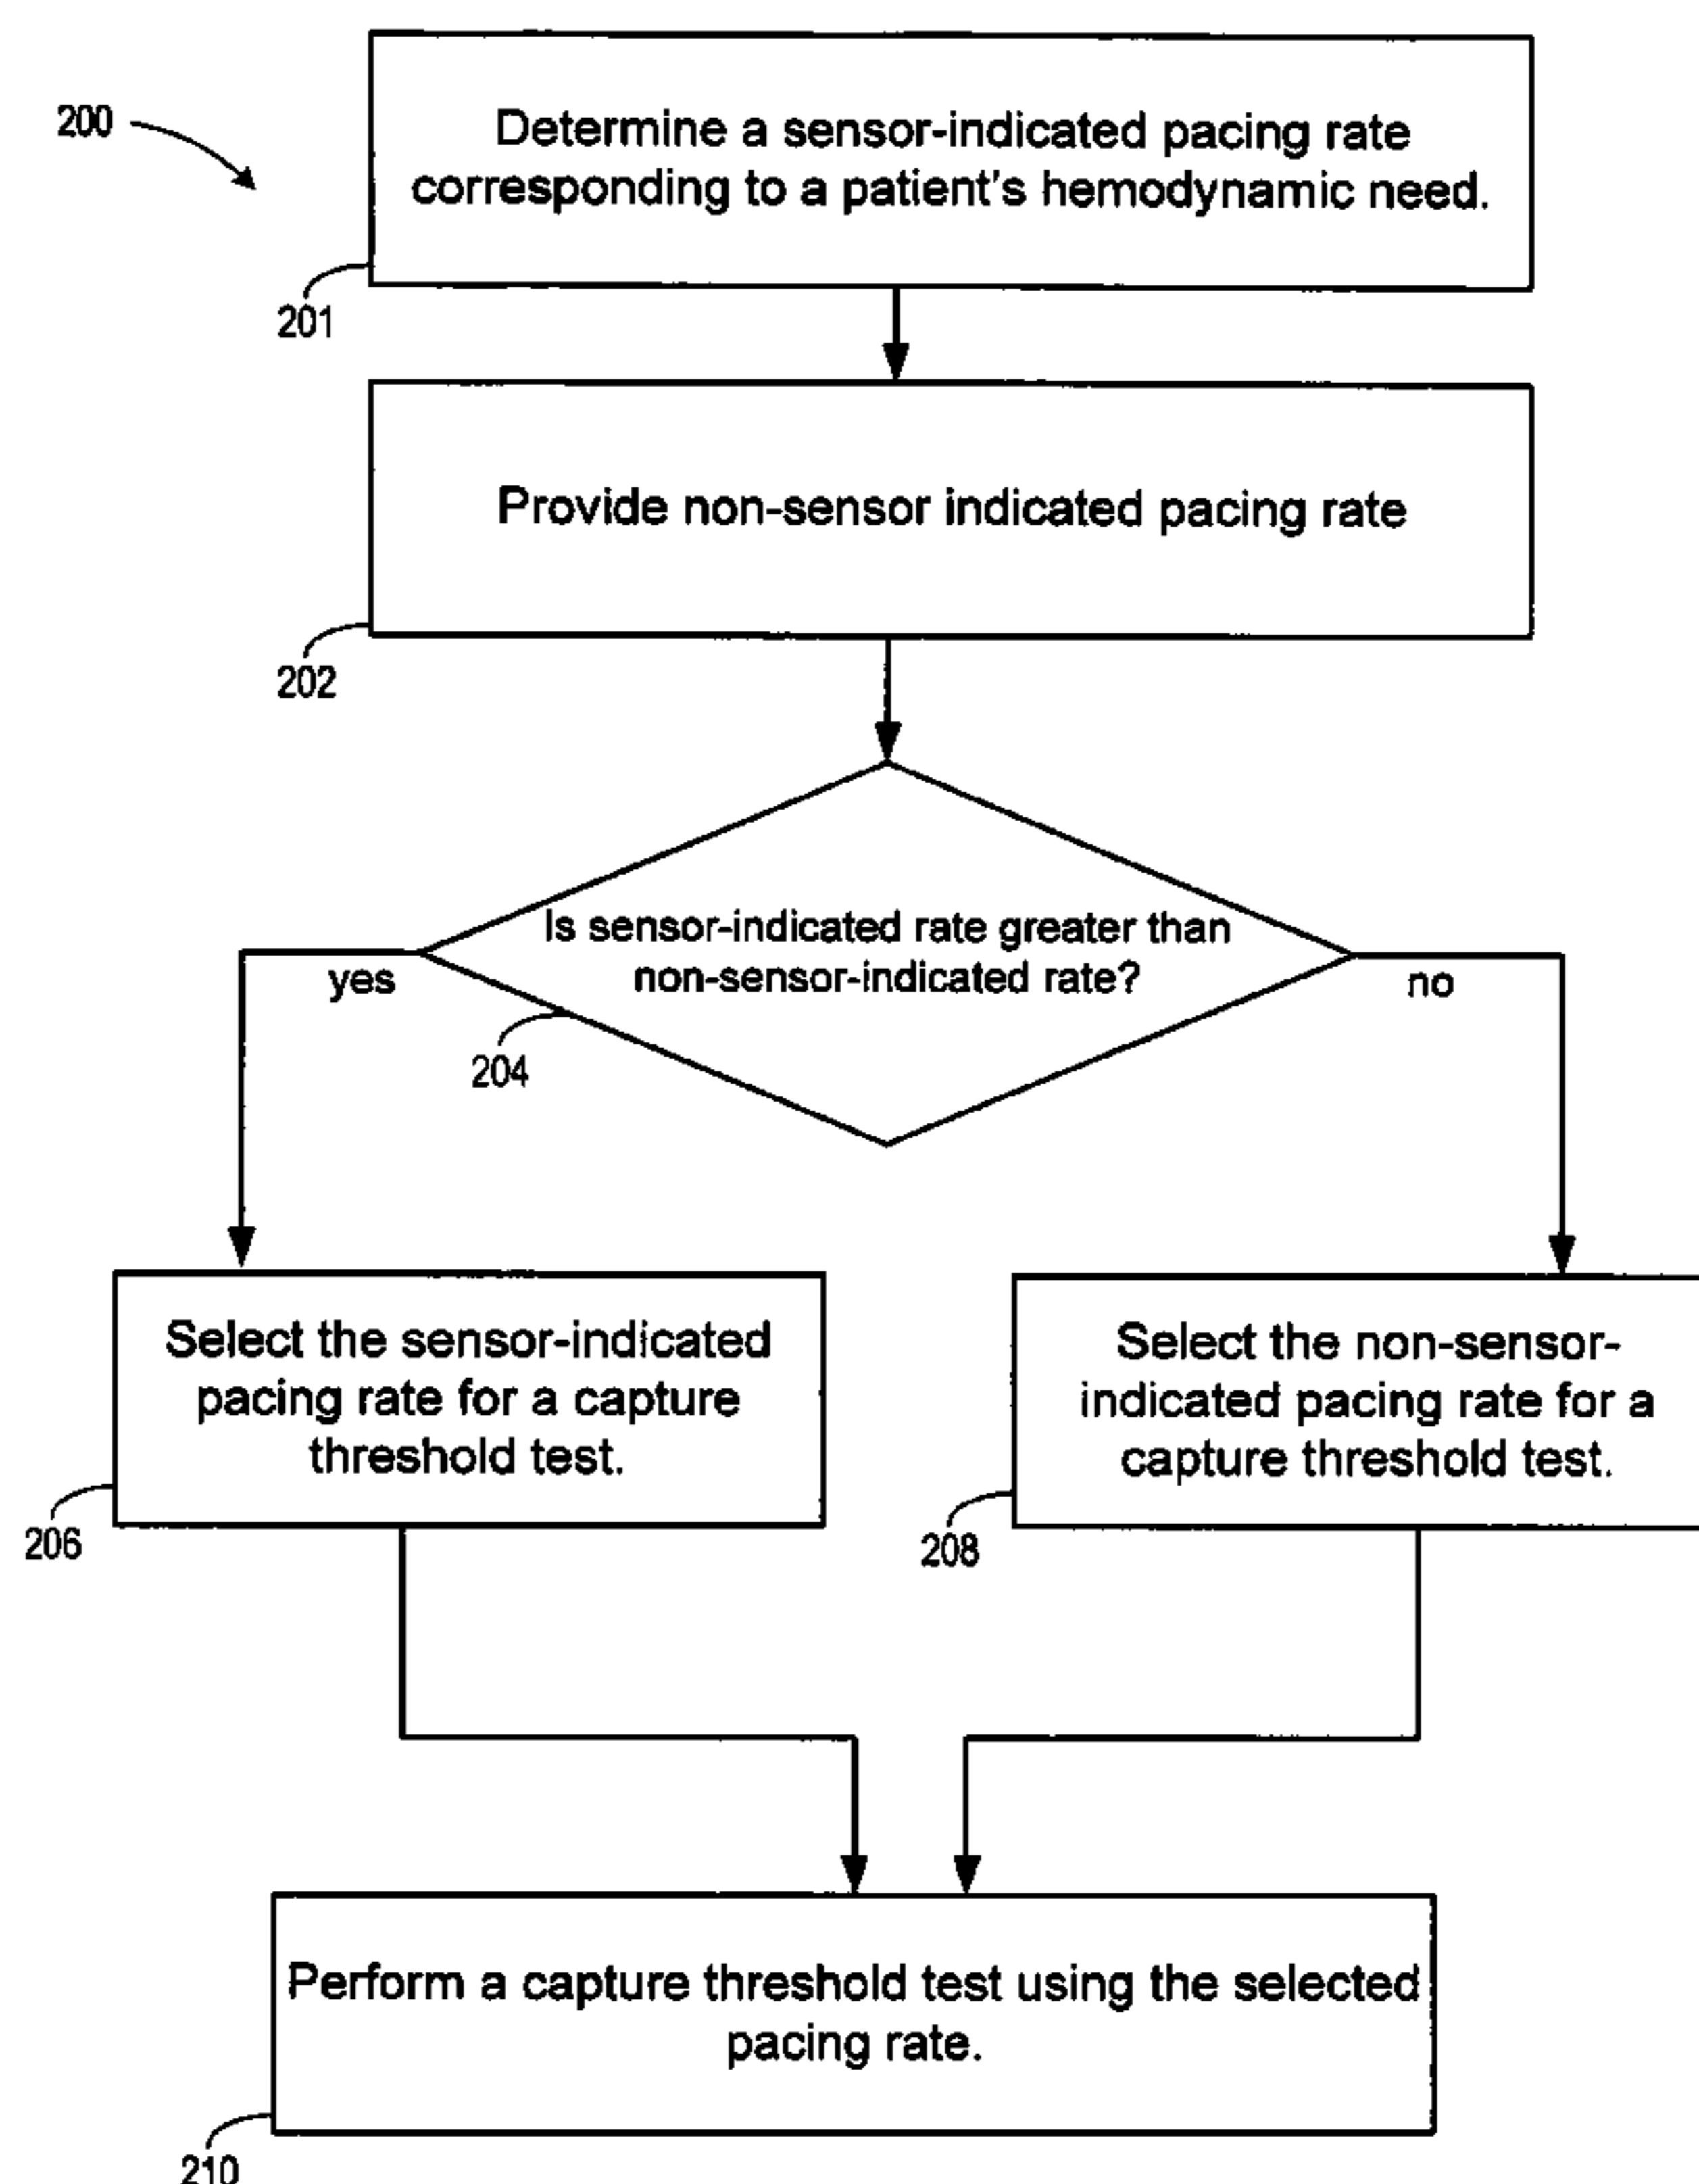 200
Determine a sensor-indicated pacing rate
corresponding to a patient's hemodynamic need.
201
Provide non-sensor indicated pacing rate
202
Is sensor-indicated rate greater than
non-sensor-indicated rate?
yes
no
204
Select the sensor-indicated
pacing rate for a capture
threshold test.
206
Select the non-sensor-
indicated pacing rate for a
capture threshold test.
208
Perform a capture threshold test using the selected
pacing rate.
210